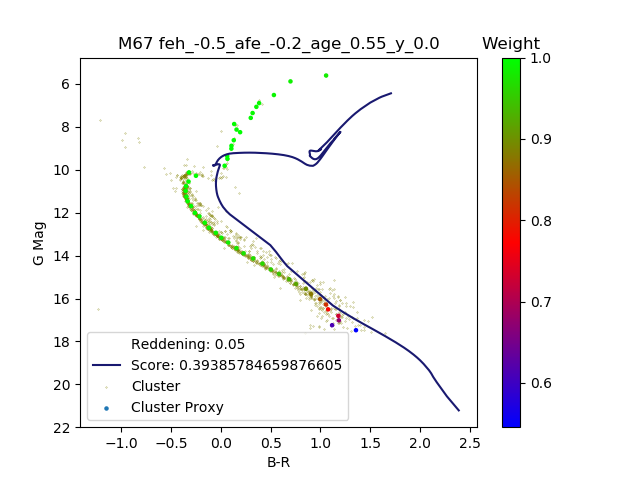 M67 feh_-0.5_afe_-0.2_age_0.55_y_0.0
Weight
6
8
10
12
14
16
18
20
22
G Mag
−1.0
−0.5
0.0
0.5
1.0
1.5
2.0
2.5
B-R
Reddening: 0.05
Score: 0.39385784659876605
Cluster
Cluster Proxy
1.0
0.9
0.8
0.7
0.6